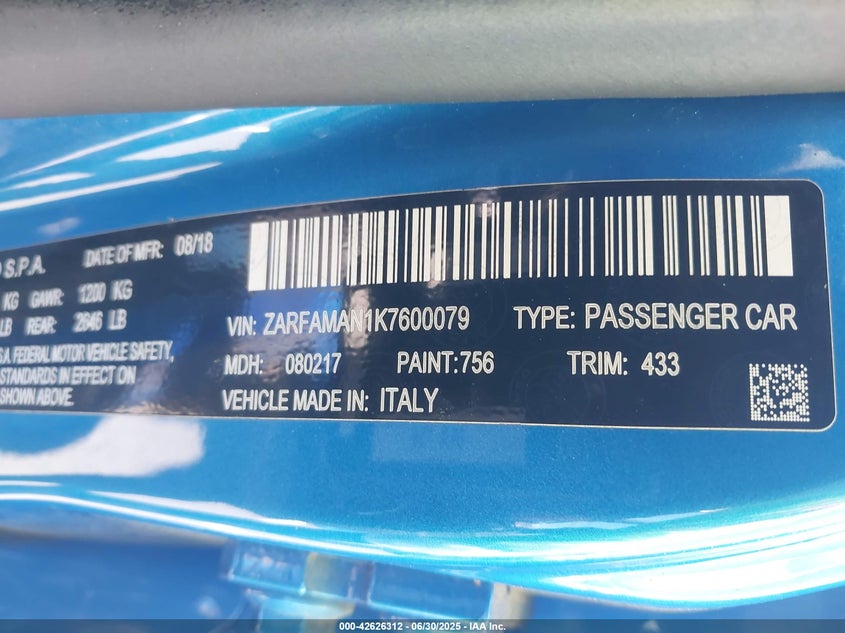 S.P.A. DATE OF MFR: 08/18
KG GAWR: 1200 KG
LB REAR: 2646 LB
VIN: ZARFAMAN1K7600079 TYPE: PASSENGER CAR
FEDERAL MOTOR VEHICLE SAFETY,
STANDARDS IN EFFECT ON
SHOWN ABOVE.
MDH: 080217 PAINT:756 TRIM: 433
VEHICLE MADE IN: ITALY
000-42626312 - 06/30/2025 - IAA Inc.